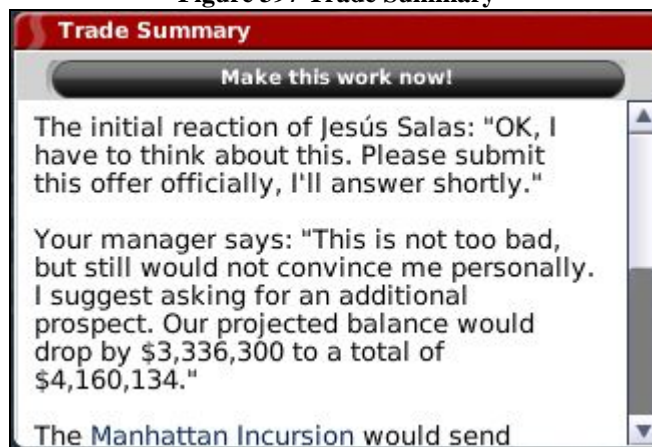 Figure 397 Trade Summary
Trade Summary
Make this work now!
The initial reaction of Jesús Salas: "OK, I
have to think about this. Please submit
this offer officially, I'll answer shortly."
Your manager says: "This is not too bad,
but still would not convince me personally.
I suggest asking for an additional
prospect. Our projected balance would
drop by $3,336,300 to a total of
$4,160,134."
The Manhattan Incursion would send